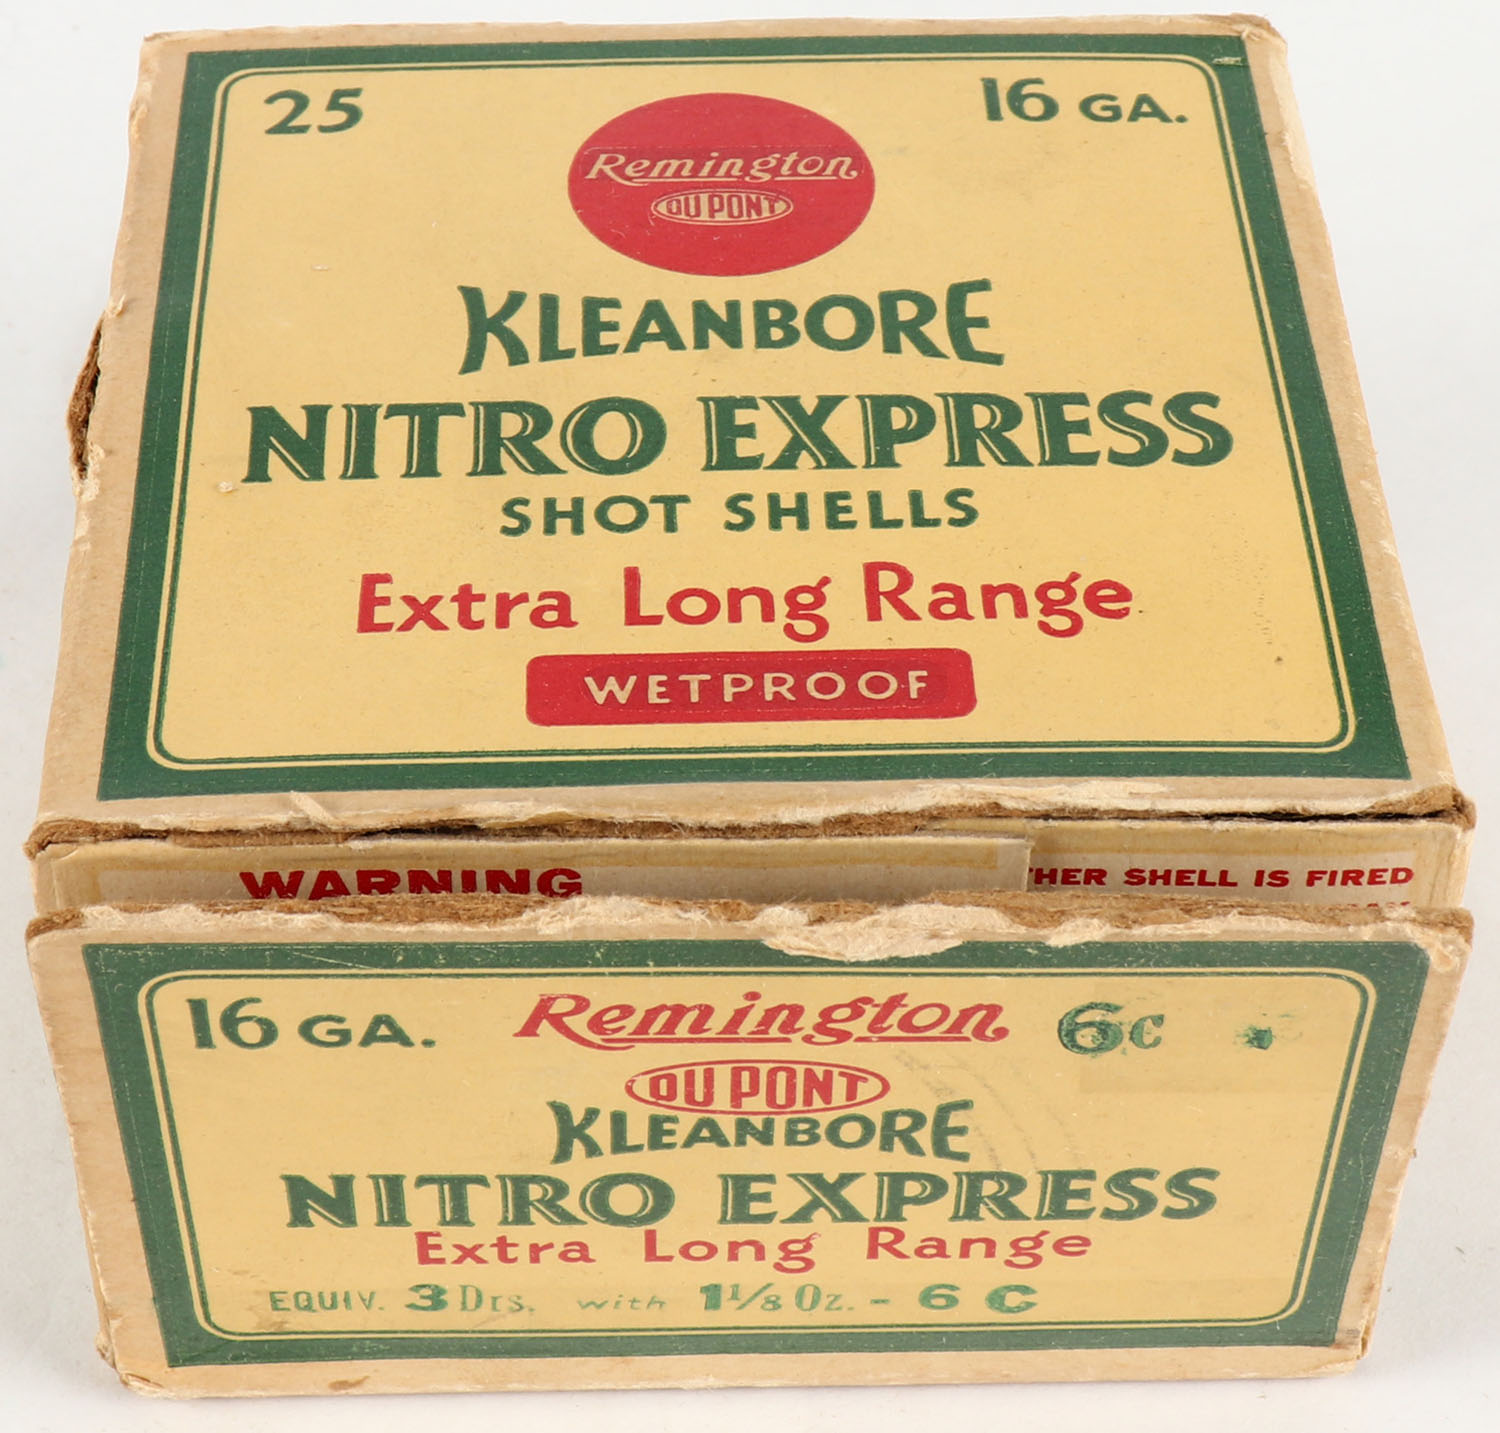 25 16 GA.
Remington
DU PONT
KLEANBORE
NITRO EXPRESS
SHOT SHELLS
Extra Long Range
WETPROOF
WARNING
SHELL IS FIRED
16 GA. Remington 6C
DU PONT
KLEANBORE
NITRO EXPRESS
Extra Long Range
EQUIV. 3 Drs. with 1 1/8 Oz. - 6 C